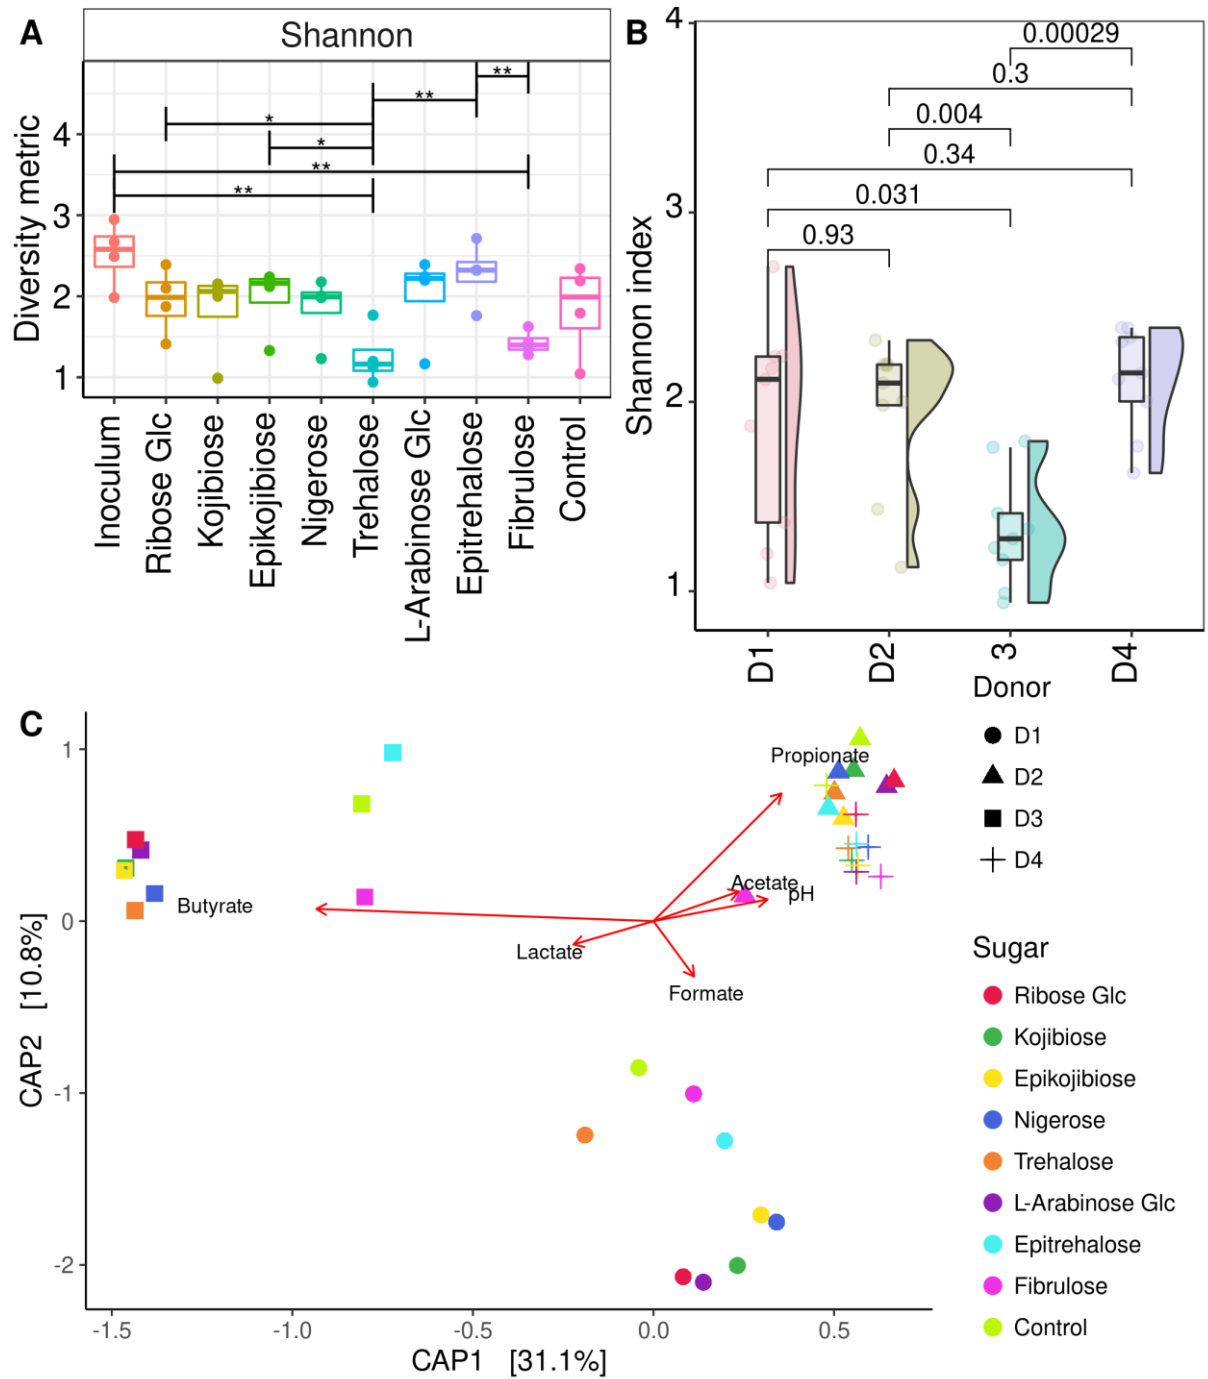 A
Shannon
Diversity metric
4
3
2
1
**
**
*
*
**
**
Inoculum
Ribose Glc
Kojibiose
Epikojibiose
Nigerose
Trehalose
L-Arabinose Glc
Epitrehalose
Fibrulose
Control
B
Shannon index
4
3
2
1
0.00029
0.3
0.004
0.34
0.031
0.93
D1
D2
3
D4
C
CAP2 [10.8%]
1
0
-1
-2
Propionate
Acetate
pH
Butyrate
Lactate
Formate
-1.5
-1.0
-0.5
0.0
0.5
CAP1 [31.1%]
Donor
D1
D2
D3
D4
Sugar
Ribose Glc
Kojibiose
Epikojibiose
Nigerose
Trehalose
L-Arabinose Glc
Epitrehalose
Fibrulose
Control